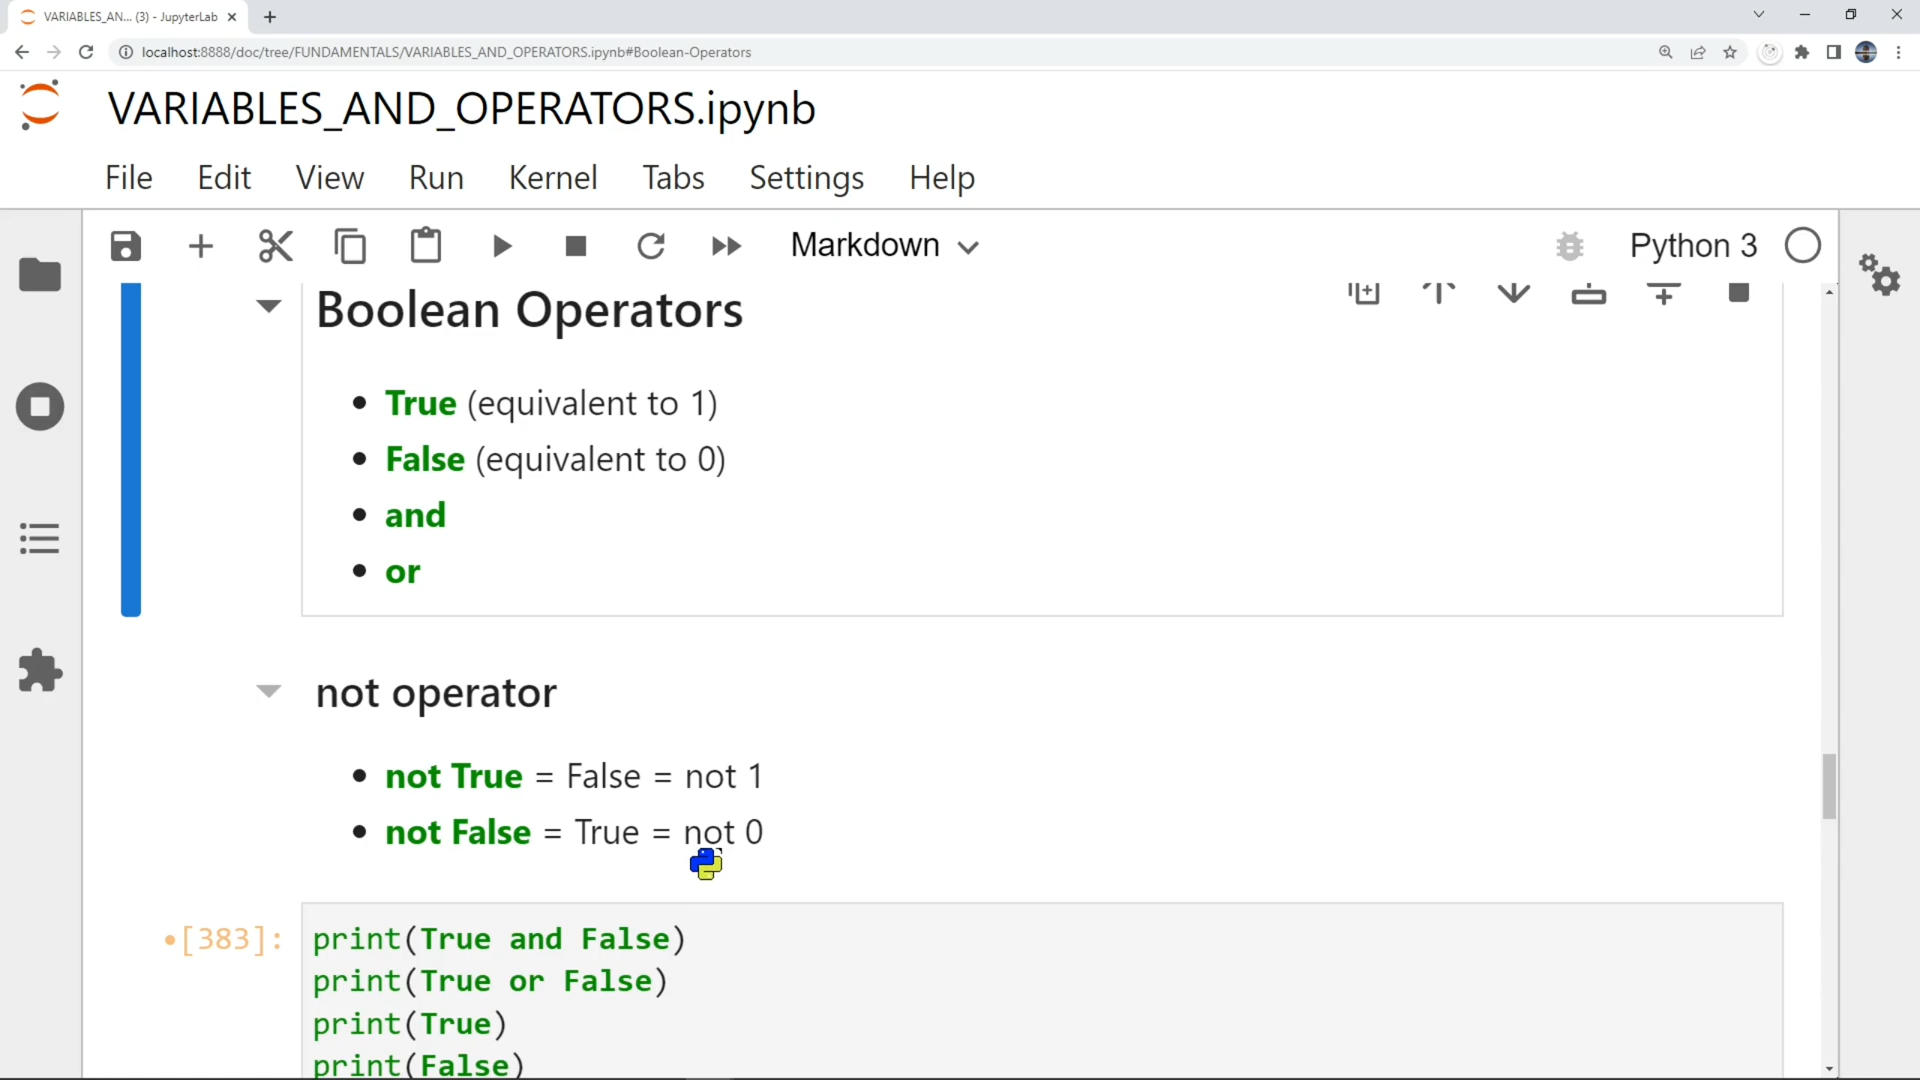 VARIABLES_AN... (3) - JupyterLab
localhost:8888/doc/tree/FUNDAMENTALS/VARIABLES_AND_OPERATORS.ipynb#Boolean-Operators
VARIABLES_AND_OPERATORS.ipynb
File Edit View Run Kernel Tabs Settings Help
Markdown Python 3
Boolean Operators
• True (equivalent to 1)
• False (equivalent to 0)
• and
• or
not operator
• not True = False = not 1
• not False = True = not 0
•[383]: print(True and False)
print(True or False)
print(True)
print(False)